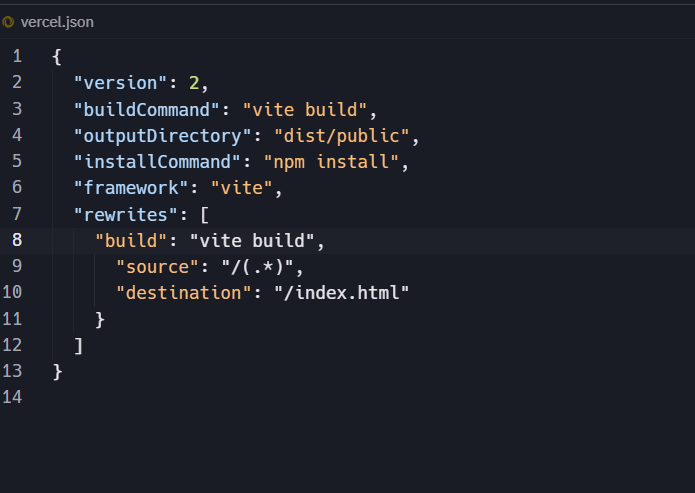 vercel.json
1 {
2 "version": 2,
3 "buildCommand": "vite build",
4 "outputDirectory": "dist/public",
5 "installCommand": "npm install",
6 "framework": "vite",
7 "rewrites": [
8 "build": "vite build",
9 "source": "/(.*)",
10 "destination": "/index.html"
11 }
12 ]
13 }
14